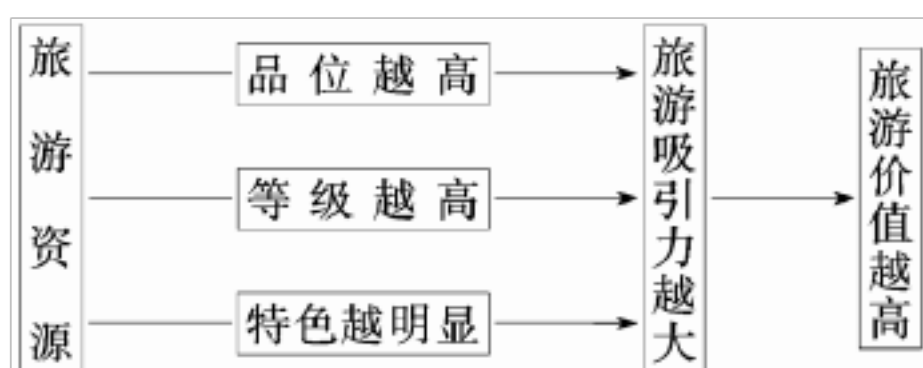 旅游资源
品位越高
等级越高
特色越明显
旅游吸引力越大
旅游价值越高